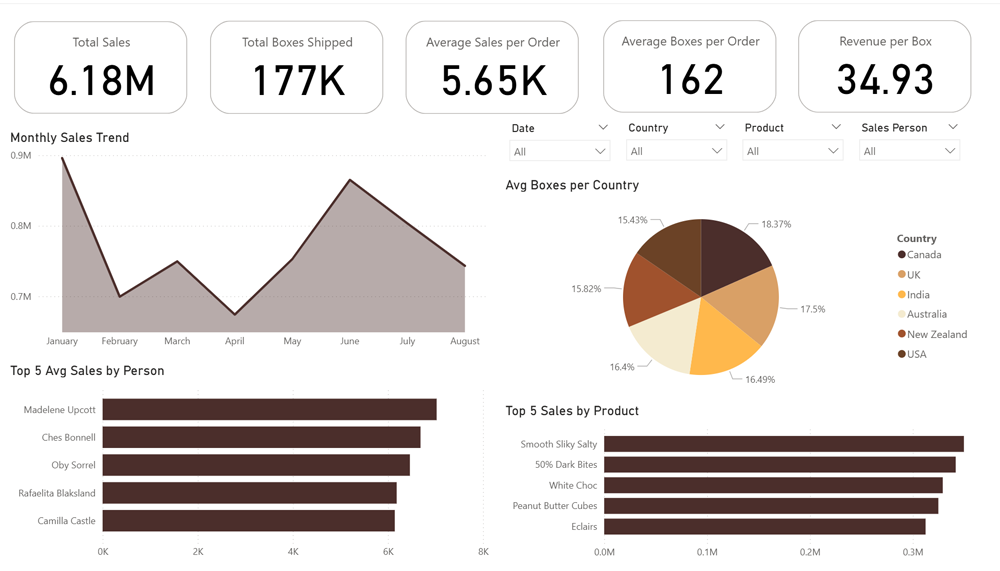 Total Sales
6.18M
Total Boxes Shipped
177K
Average Sales per Order
5.65K
Average Boxes per Order
162
Revenue per Box
34.93
Monthly Sales Trend
0.9M
0.8M
0.7M
January February March April May June July August
Date
All
Country
All
Product
All
Sales Person
All
Avg Boxes per Country
15.43%
18.37%
15.82%
17.5%
16.4%
16.49%
Country
Canada
UK
India
Australia
New Zealand
USA
Top 5 Avg Sales by Person
Madelene Upcott
Ches Bonnell
Oby Sorrel
Rafaelita Blaksland
Camilla Castle
0K 2K 4K 6K 8K
Top 5 Sales by Product
Smooth Sliky Salty
50% Dark Bites
White Choc
Peanut Butter Cubes
Eclairs
0.0M 0.1M 0.2M 0.3M